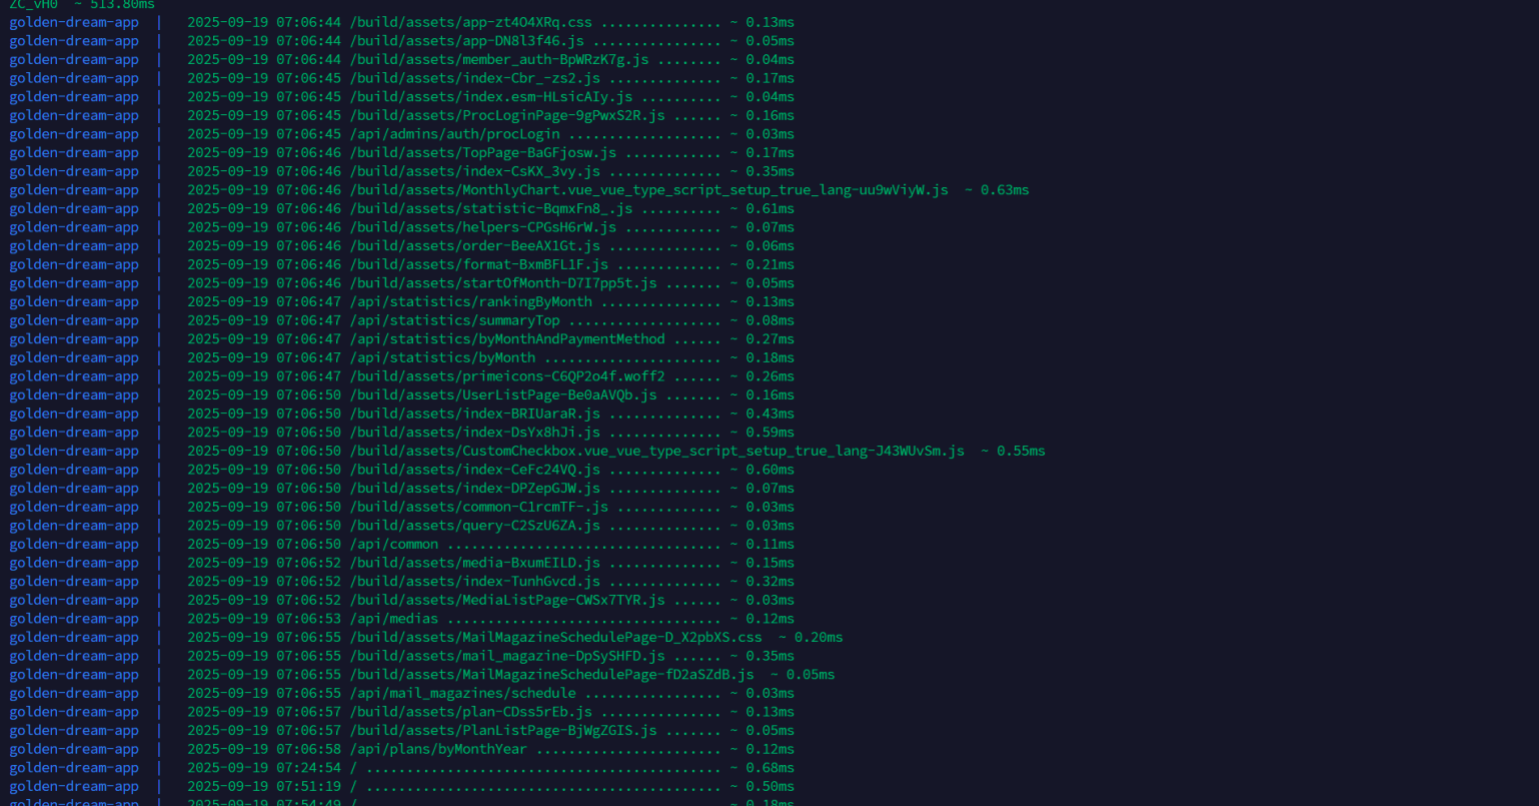 ZC_vH0  ~ 513.80ms
golden-dream-app  |   2025-09-19 07:06:44 /build/assets/app-zt4O4XRq.css ............... ~ 0.13ms
golden-dream-app  |   2025-09-19 07:06:44 /build/assets/app-DN8l3f46.js ................ ~ 0.05ms
golden-dream-app  |   2025-09-19 07:06:44 /build/assets/member_auth-BpWRzK7g.js ........ ~ 0.04ms
golden-dream-app  |   2025-09-19 07:06:45 /build/assets/index-Cbr_-zs2.js .............. ~ 0.17ms
golden-dream-app  |   2025-09-19 07:06:45 /build/assets/index.esm-HLsicAIy.js .......... ~ 0.04ms
golden-dream-app  |   2025-09-19 07:06:45 /build/assets/ProcLoginPage-9gPwxS2R.js ...... ~ 0.16ms
golden-dream-app  |   2025-09-19 07:06:45 /api/admins/auth/procLogin ................... ~ 0.03ms
golden-dream-app  |   2025-09-19 07:06:46 /build/assets/TopPage-BaGFjosw.js ............ ~ 0.17ms
golden-dream-app  |   2025-09-19 07:06:46 /build/assets/index-CsKX_3vy.js .............. ~ 0.35ms
golden-dream-app  |   2025-09-19 07:06:46 /build/assets/MonthlyChart.vue_vue_type_script_setup_true_lang-uu9wViyW.js  ~ 0.63ms
golden-dream-app  |   2025-09-19 07:06:46 /build/assets/statistic-BqmxFn8_.js .......... ~ 0.61ms
golden-dream-app  |   2025-09-19 07:06:46 /build/assets/helpers-CPGsH6rW.js ............ ~ 0.07ms
golden-dream-app  |   2025-09-19 07:06:46 /build/assets/order-BeeAX1Gt.js .............. ~ 0.06ms
golden-dream-app  |   2025-09-19 07:06:46 /build/assets/format-BxmBFL1F.js ............. ~ 0.21ms
golden-dream-app  |   2025-09-19 07:06:46 /build/assets/startOfMonth-D7I7pp5t.js ....... ~ 0.05ms
golden-dream-app  |   2025-09-19 07:06:47 /api/statistics/rankingByMonth ............... ~ 0.13ms
golden-dream-app  |   2025-09-19 07:06:47 /api/statistics/summaryTop ................... ~ 0.08ms
golden-dream-app  |   2025-09-19 07:06:47 /api/statistics/byMonthAndPaymentMethod ...... ~ 0.27ms
golden-dream-app  |   2025-09-19 07:06:47 /api/statistics/byMonth ...................... ~ 0.18ms
golden-dream-app  |   2025-09-19 07:06:47 /build/assets/primeicons-C6QP2o4f.woff2 ...... ~ 0.26ms
golden-dream-app  |   2025-09-19 07:06:50 /build/assets/UserListPage-Be0aAVQb.js ....... ~ 0.16ms
golden-dream-app  |   2025-09-19 07:06:50 /build/assets/index-BRIUaraR.js .............. ~ 0.43ms
golden-dream-app  |   2025-09-19 07:06:50 /build/assets/index-DsYx8hJi.js .............. ~ 0.59ms
golden-dream-app  |   2025-09-19 07:06:50 /build/assets/CustomCheckbox.vue_vue_type_script_setup_true_lang-J43WUvSm.js  ~ 0.55ms
golden-dream-app  |   2025-09-19 07:06:50 /build/assets/index-CeFc24VQ.js .............. ~ 0.60ms
golden-dream-app  |   2025-09-19 07:06:50 /build/assets/index-DPZepGJW.js .............. ~ 0.07ms
golden-dream-app  |   2025-09-19 07:06:50 /build/assets/common-C1rcmTF-.js ............. ~ 0.03ms
golden-dream-app  |   2025-09-19 07:06:50 /build/assets/query-C2SzU6ZA.js .............. ~ 0.03ms
golden-dream-app  |   2025-09-19 07:06:50 /api/common .................................. ~ 0.11ms
golden-dream-app  |   2025-09-19 07:06:52 /build/assets/media-BxumEILD.js .............. ~ 0.15ms
golden-dream-app  |   2025-09-19 07:06:52 /build/assets/index-TunhGvcd.js .............. ~ 0.32ms
golden-dream-app  |   2025-09-19 07:06:52 /build/assets/MediaListPage-CWSx7TYR.js ...... ~ 0.03ms
golden-dream-app  |   2025-09-19 07:06:53 /api/medias .................................. ~ 0.12ms
golden-dream-app  |   2025-09-19 07:06:55 /build/assets/MailMagazineSchedulePage-D_X2pbXS.css  ~ 0.20ms
golden-dream-app  |   2025-09-19 07:06:55 /build/assets/mail_magazine-DpSySHFD.js ...... ~ 0.35ms
golden-dream-app  |   2025-09-19 07:06:55 /build/assets/MailMagazineSchedulePage-fD2aSZdB.js  ~ 0.05ms
golden-dream-app  |   2025-09-19 07:06:55 /api/mail_magazines/schedule ................. ~ 0.03ms
golden-dream-app  |   2025-09-19 07:06:57 /build/assets/plan-CDss5rEb.js ............... ~ 0.13ms
golden-dream-app  |   2025-09-19 07:06:57 /build/assets/PlanListPage-BjWgZGIS.js ....... ~ 0.05ms
golden-dream-app  |   2025-09-19 07:06:58 /api/plans/byMonthYear ....................... ~ 0.12ms
golden-dream-app  |   2025-09-19 07:24:54 / ............................................ ~ 0.68ms
golden-dream-app  |   2025-09-19 07:51:19 / ............................................ ~ 0.50ms
golden-dream-app  |   2025-09-19 07:54:49 / ............................................ ~ 0.18ms